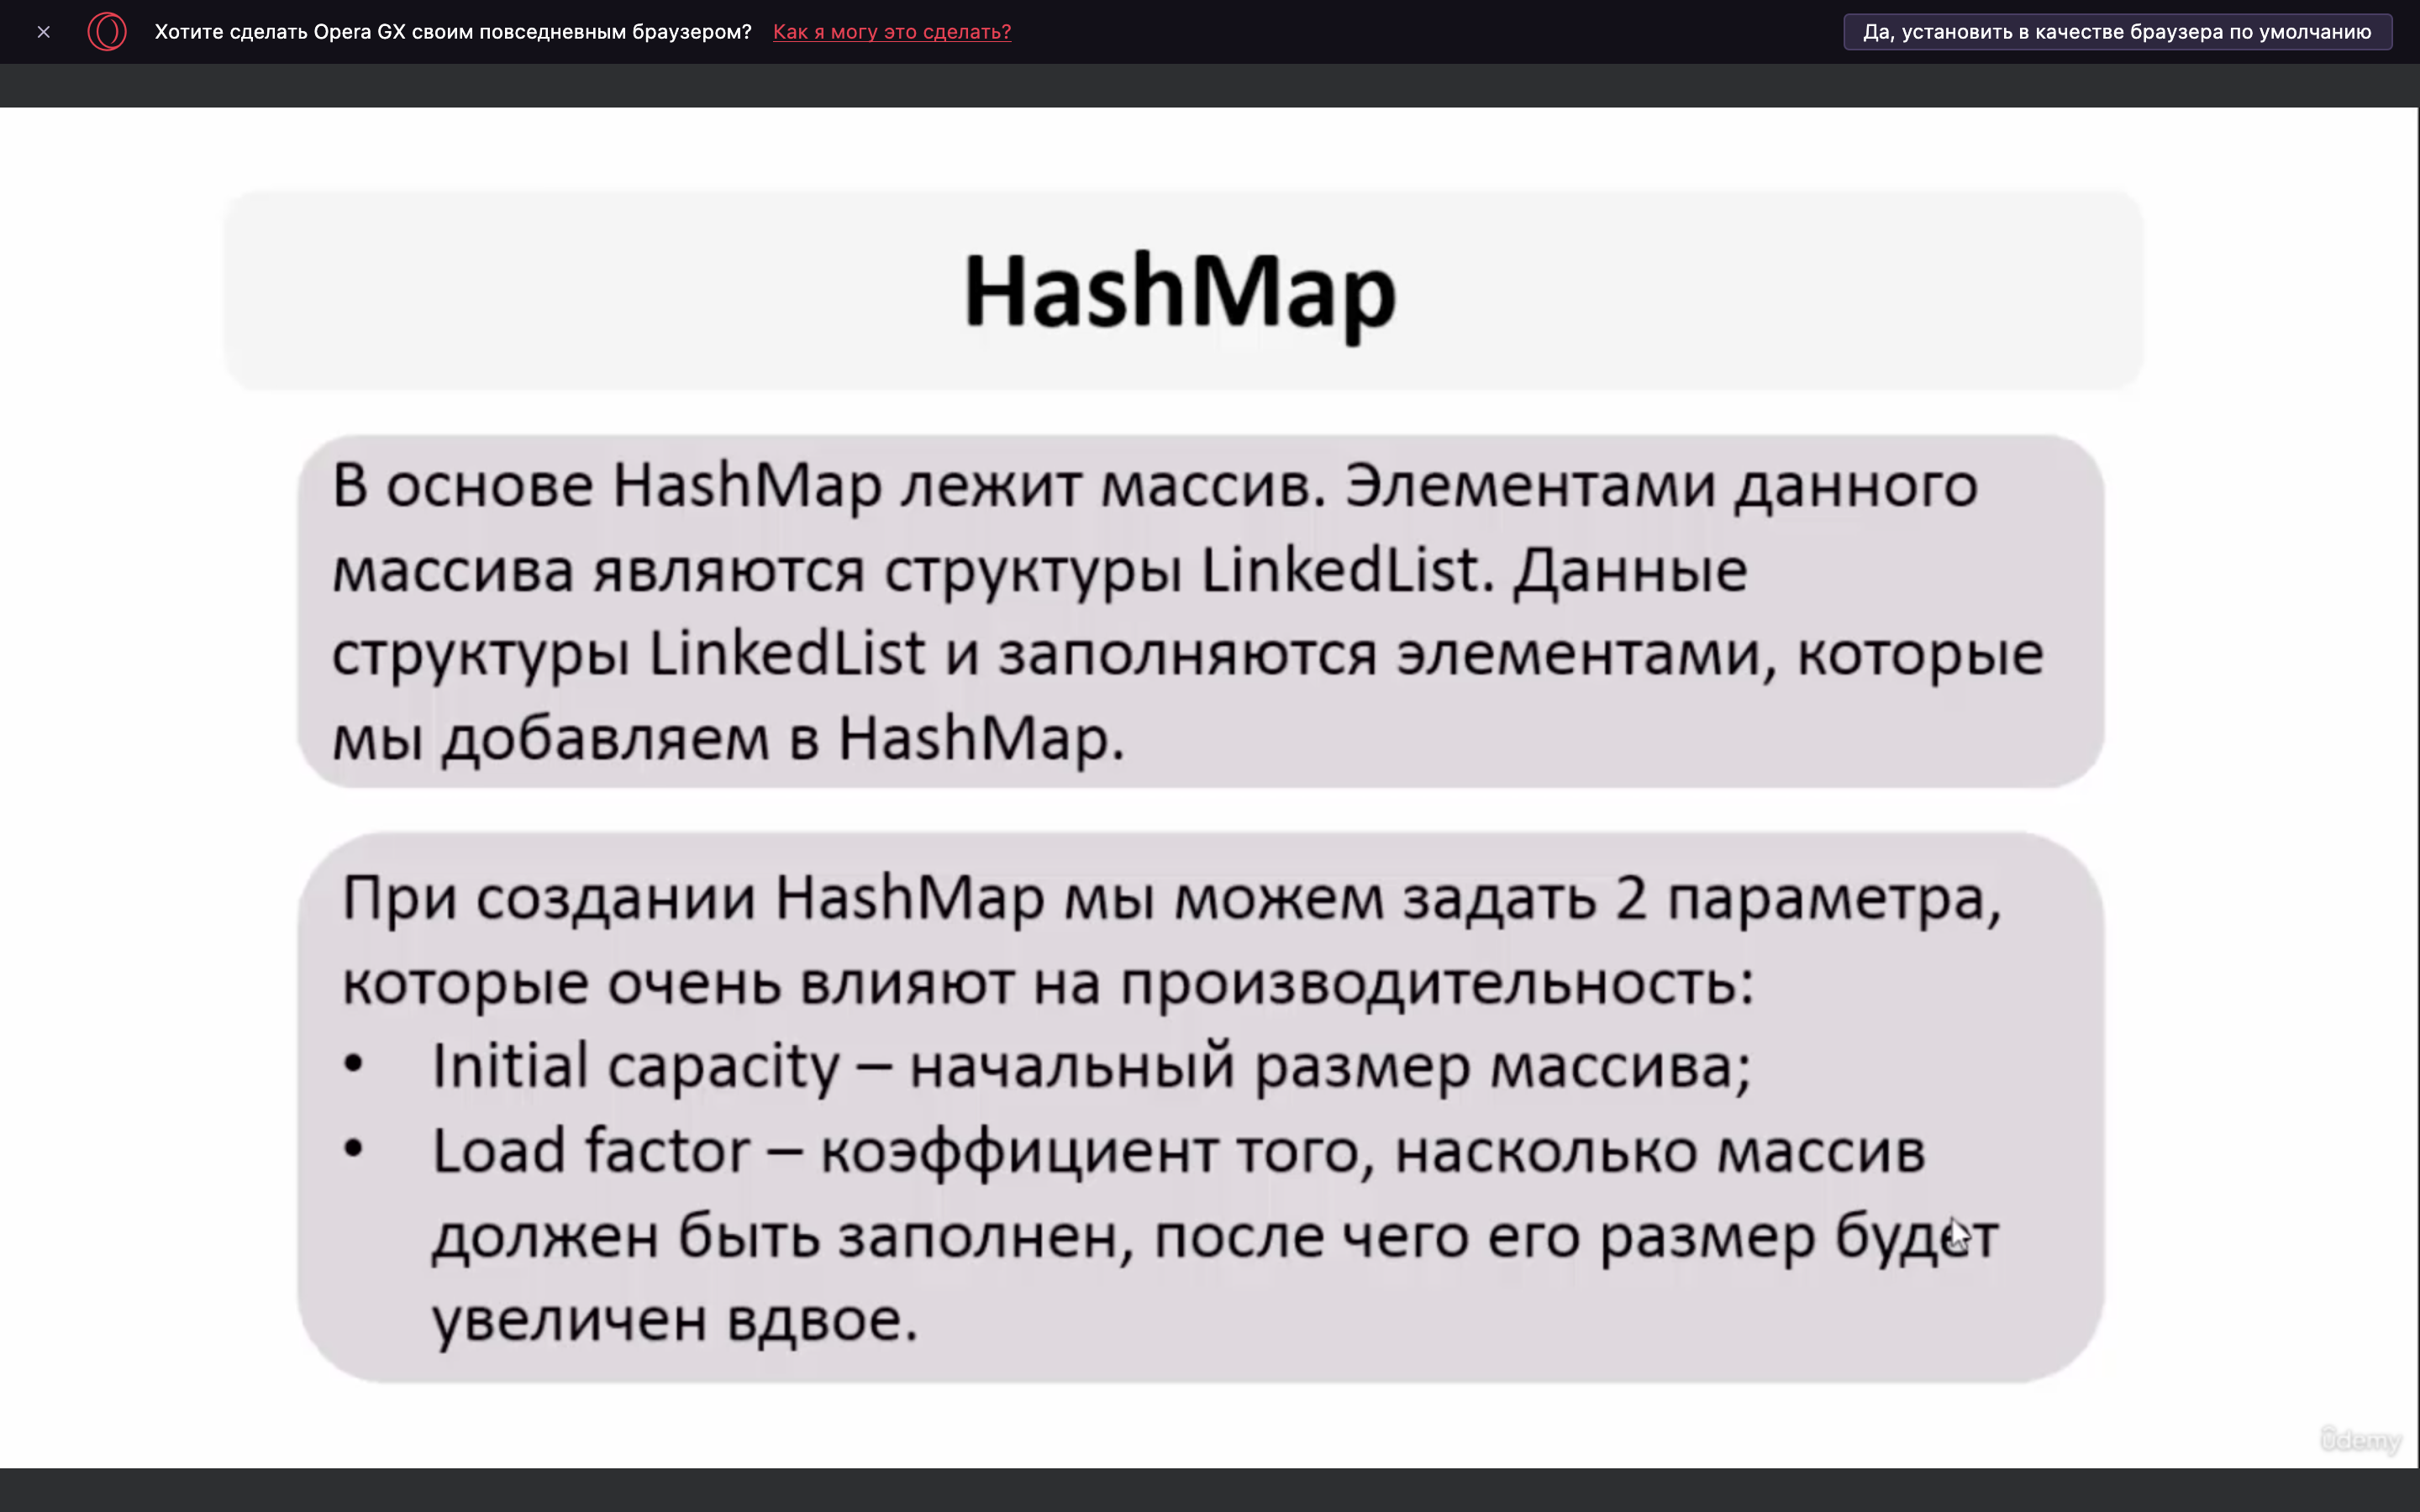 Хотите сделать Opera GX своим повседневным браузером? Как я могу это сделать? Да, установить в качестве браузера по умолчанию
HashMap
В основе HashMap лежит массив. Элементами данного
массива являются структуры LinkedList. Данные
структуры LinkedList и заполняются элементами, которые
мы добавляем в HashMap.
При создании HashMap мы можем задать 2 параметра,
которые очень влияют на производительность:
• Initial capacity – начальный размер массива;
• Load factor – коэффициент того, насколько массив
должен быть заполнен, после чего его размер будет
увеличен вдвое.
ûdemy